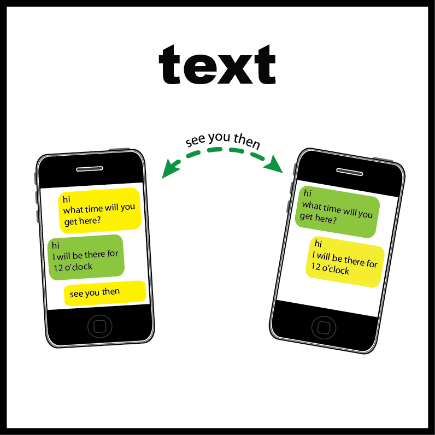 text
see you then
hi
what time will you
get here?
hi
I will be there for
12 o'clock
see you then
hi
what time will you
get here?
hi
I will be there for
12 o'clock